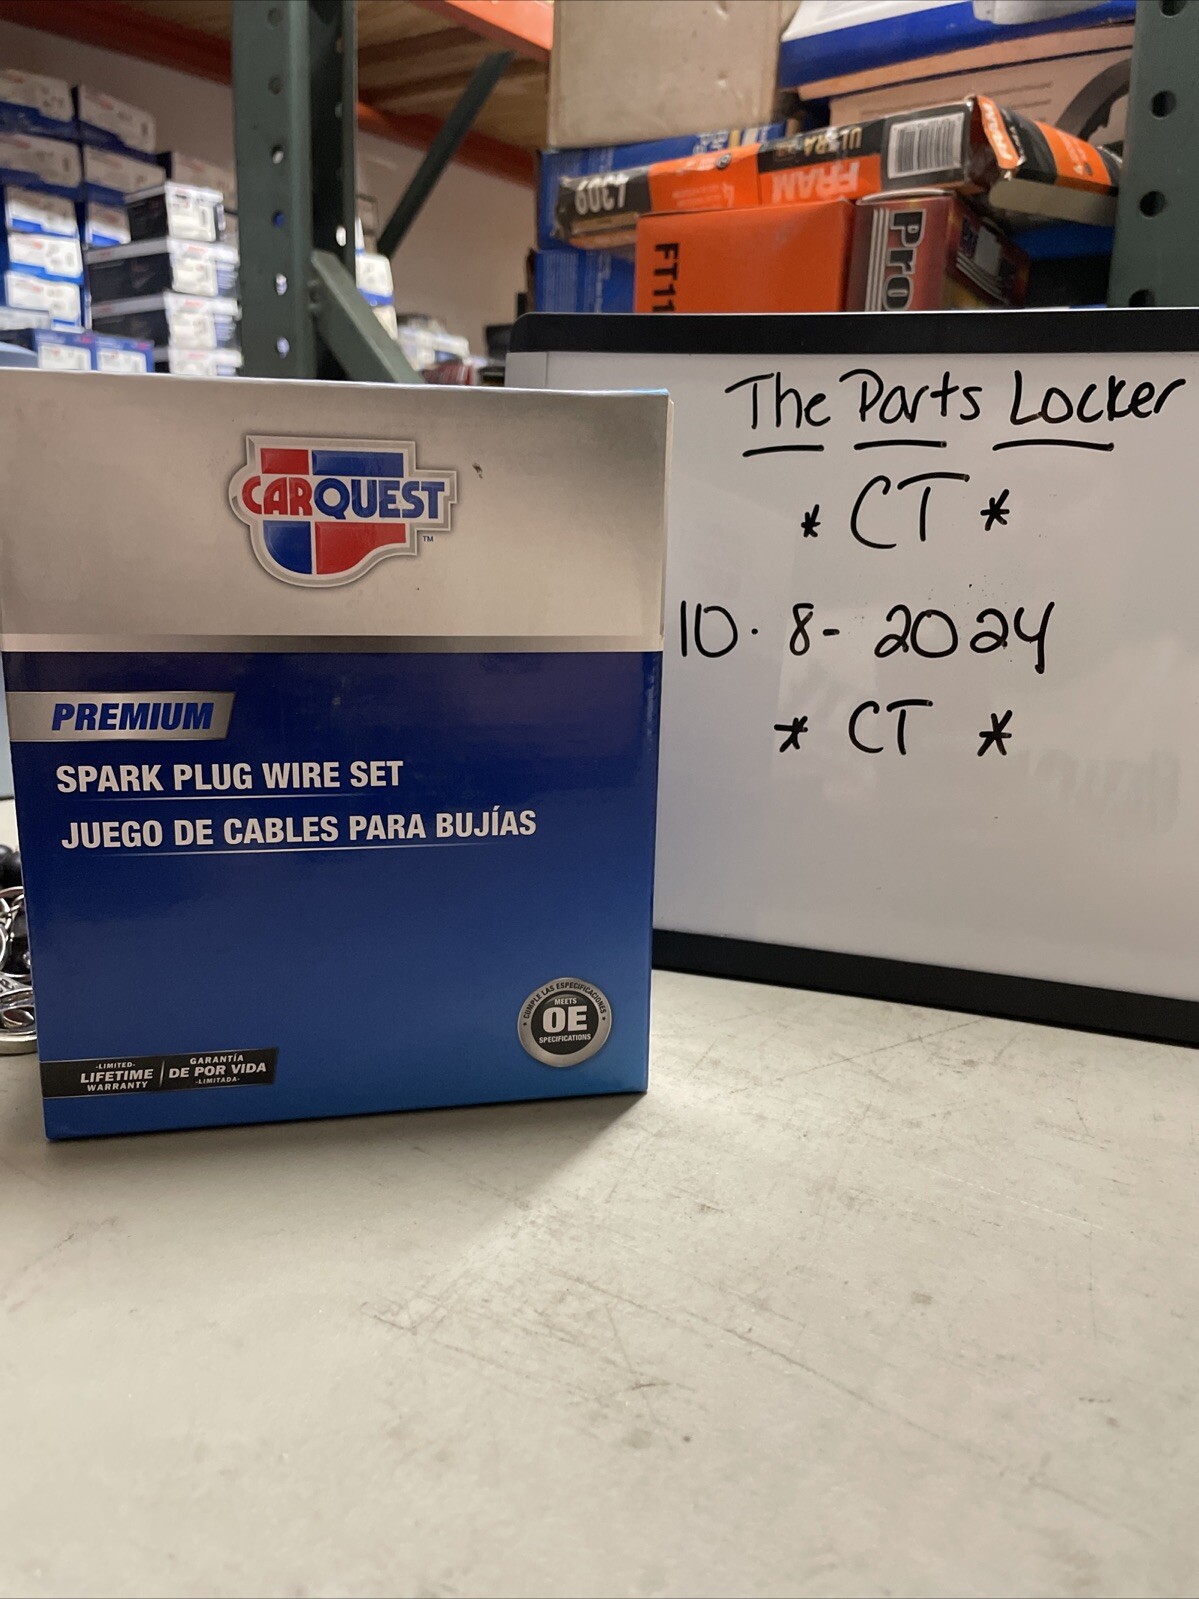 CARQUEST
TM
PREMIUM
SPARK PLUG WIRE SET
JUEGO DE CABLES PARA BUJÍAS
CUMPLE LAS ESPECIFICACIONES
MEETS
OE
SPECIFICATIONS
-LIMITED-
LIFETIME
WARRANTY
GARANTÍA
DE POR VIDA
-LIMITADA-
The Parts Locker
* CT *
10. 8- 2024
* CT *
FRAM
ULTRA
FT11
Pro